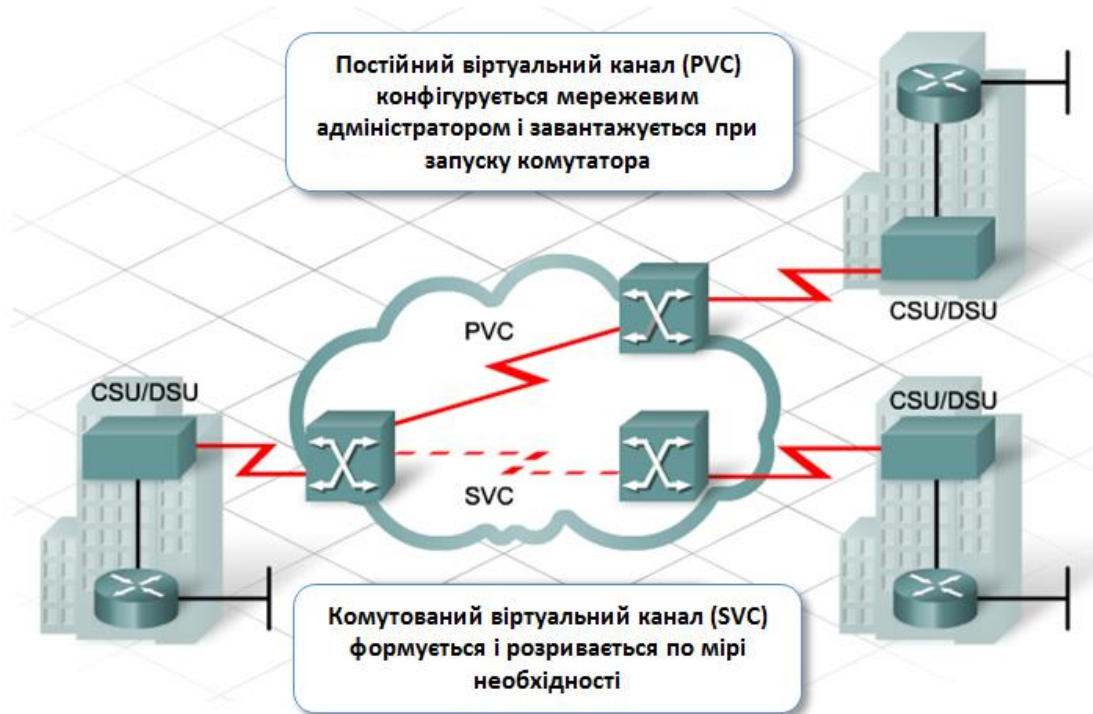 Постійний віртуальний канал (PVC)
конфігурується мережевим
адміністратором і завантажується при
запуску комутатора
PVC
CSU/DSU
CSU/DSU
CSU/DSU
SVC
Комутований віртуальний канал (SVC)
формується і розривається по мірі
необхідності